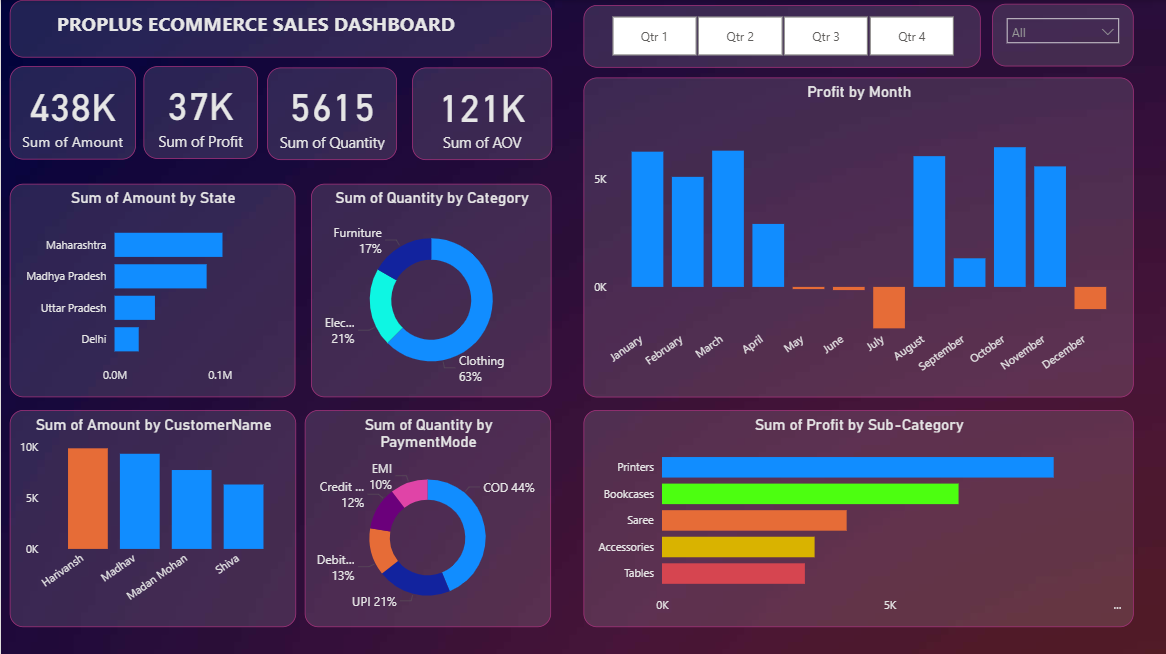 PROPLUS ECOMMERCE SALES DASHBOARD
Qtr 1
Qtr 2
Qtr 3
Qtr 4
All
438K
Sum of Amount
37K
Sum of Profit
5615
Sum of Quantity
121K
Sum of AOV
Profit by Month
5K
0K
January
February
March
April
May
June
July
August
September
October
November
December
Sum of Amount by State
Maharashtra
Madhya Pradesh
Uttar Pradesh
Delhi
0.0M
0.1M
Sum of Quantity by Category
Furniture
17%
Elec...
21%
Clothing
63%
Sum of Amount by CustomerName
10K
5K
0K
Harivansh
Madhav
Madan Mohan
Shiva
Sum of Quantity by
PaymentMode
EMI
10%
Credit ...
12%
COD 44%
Debit...
13%
UPI 21%
Sum of Profit by Sub-Category
Printers
Bookcases
Saree
Accessories
Tables
0K
5K
...